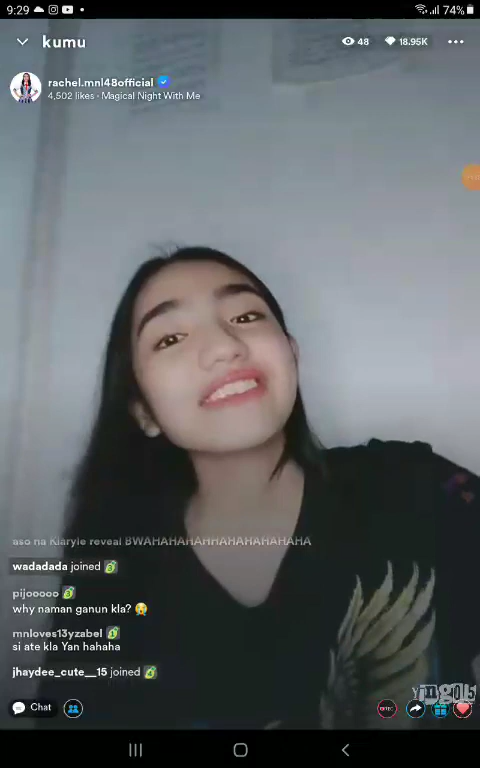 9:29
74%
kumu
48
18.95K
rachel.mnl48official
4,502 likes · Magical Night With Me
aso na Klaryle reveal BWAHAHAHAHHAHAHAHAHAHA
wadadada joined
pijooooo
why naman ganun kla? 😭
mnloves13yzabel
si ate kla Yan hahaha
jhaydee_cute__15 joined
Chat